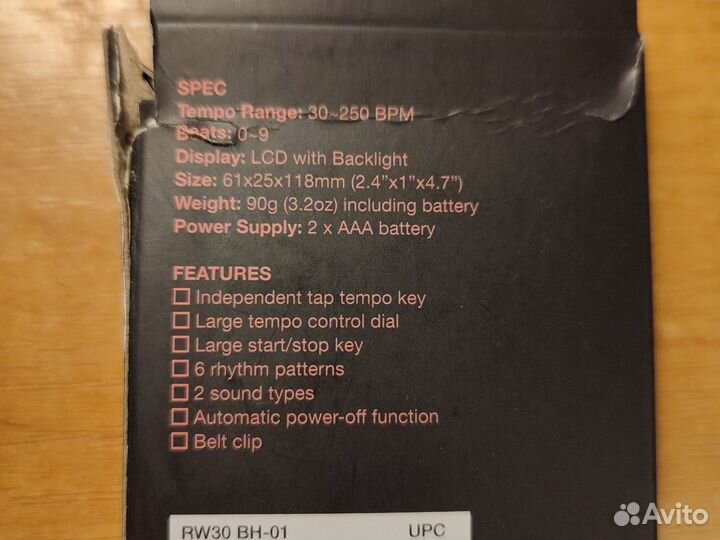 SPEC
Tempo Range: 30~250 BPM
Beats: 0~9
Display: LCD with Backlight
Size: 61x25x118mm (2.4”x1”x4.7”)
Weight: 90g (3.2oz) including battery
Power Supply: 2 x AAA battery
FEATURES
Independent tap tempo key
Large tempo control dial
Large start/stop key
6 rhythm patterns
2 sound types
Automatic power-off function
Belt clip
RW30 BH-01 UPC
Avito